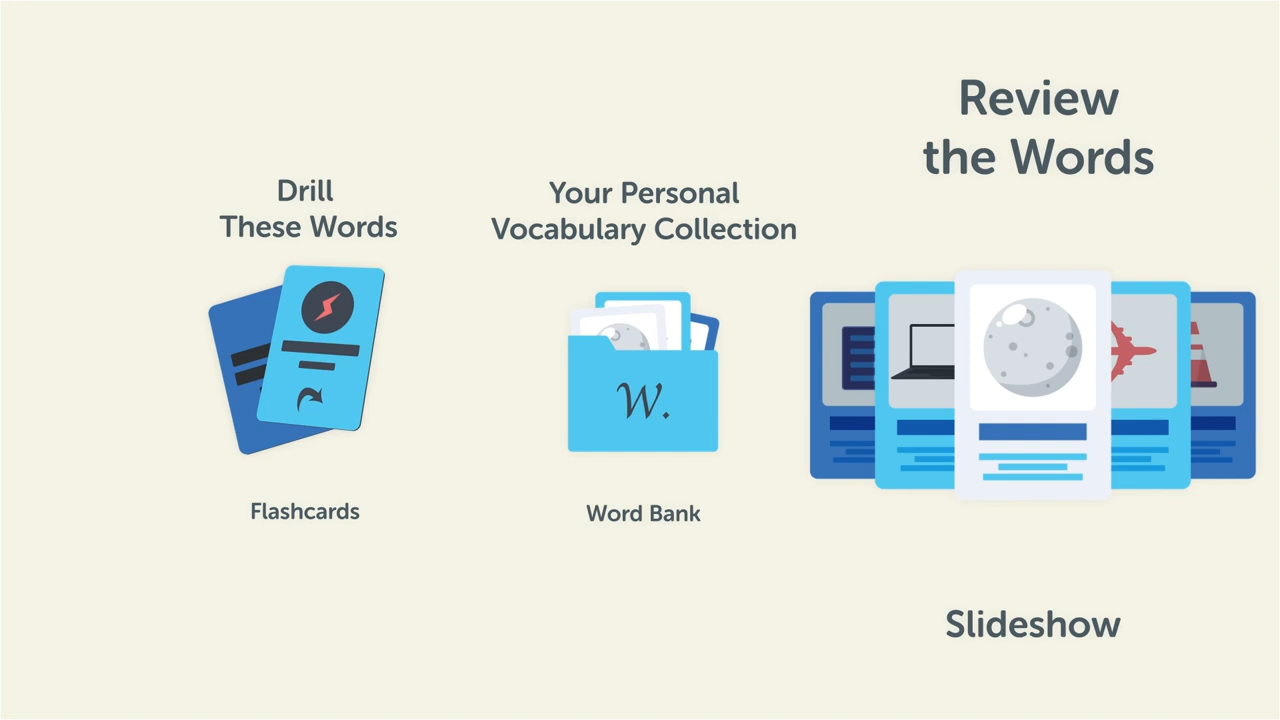 Drill
These Words
Flashcards
Your Personal
Vocabulary Collection
W.
Word Bank
Review
the Words
Slideshow